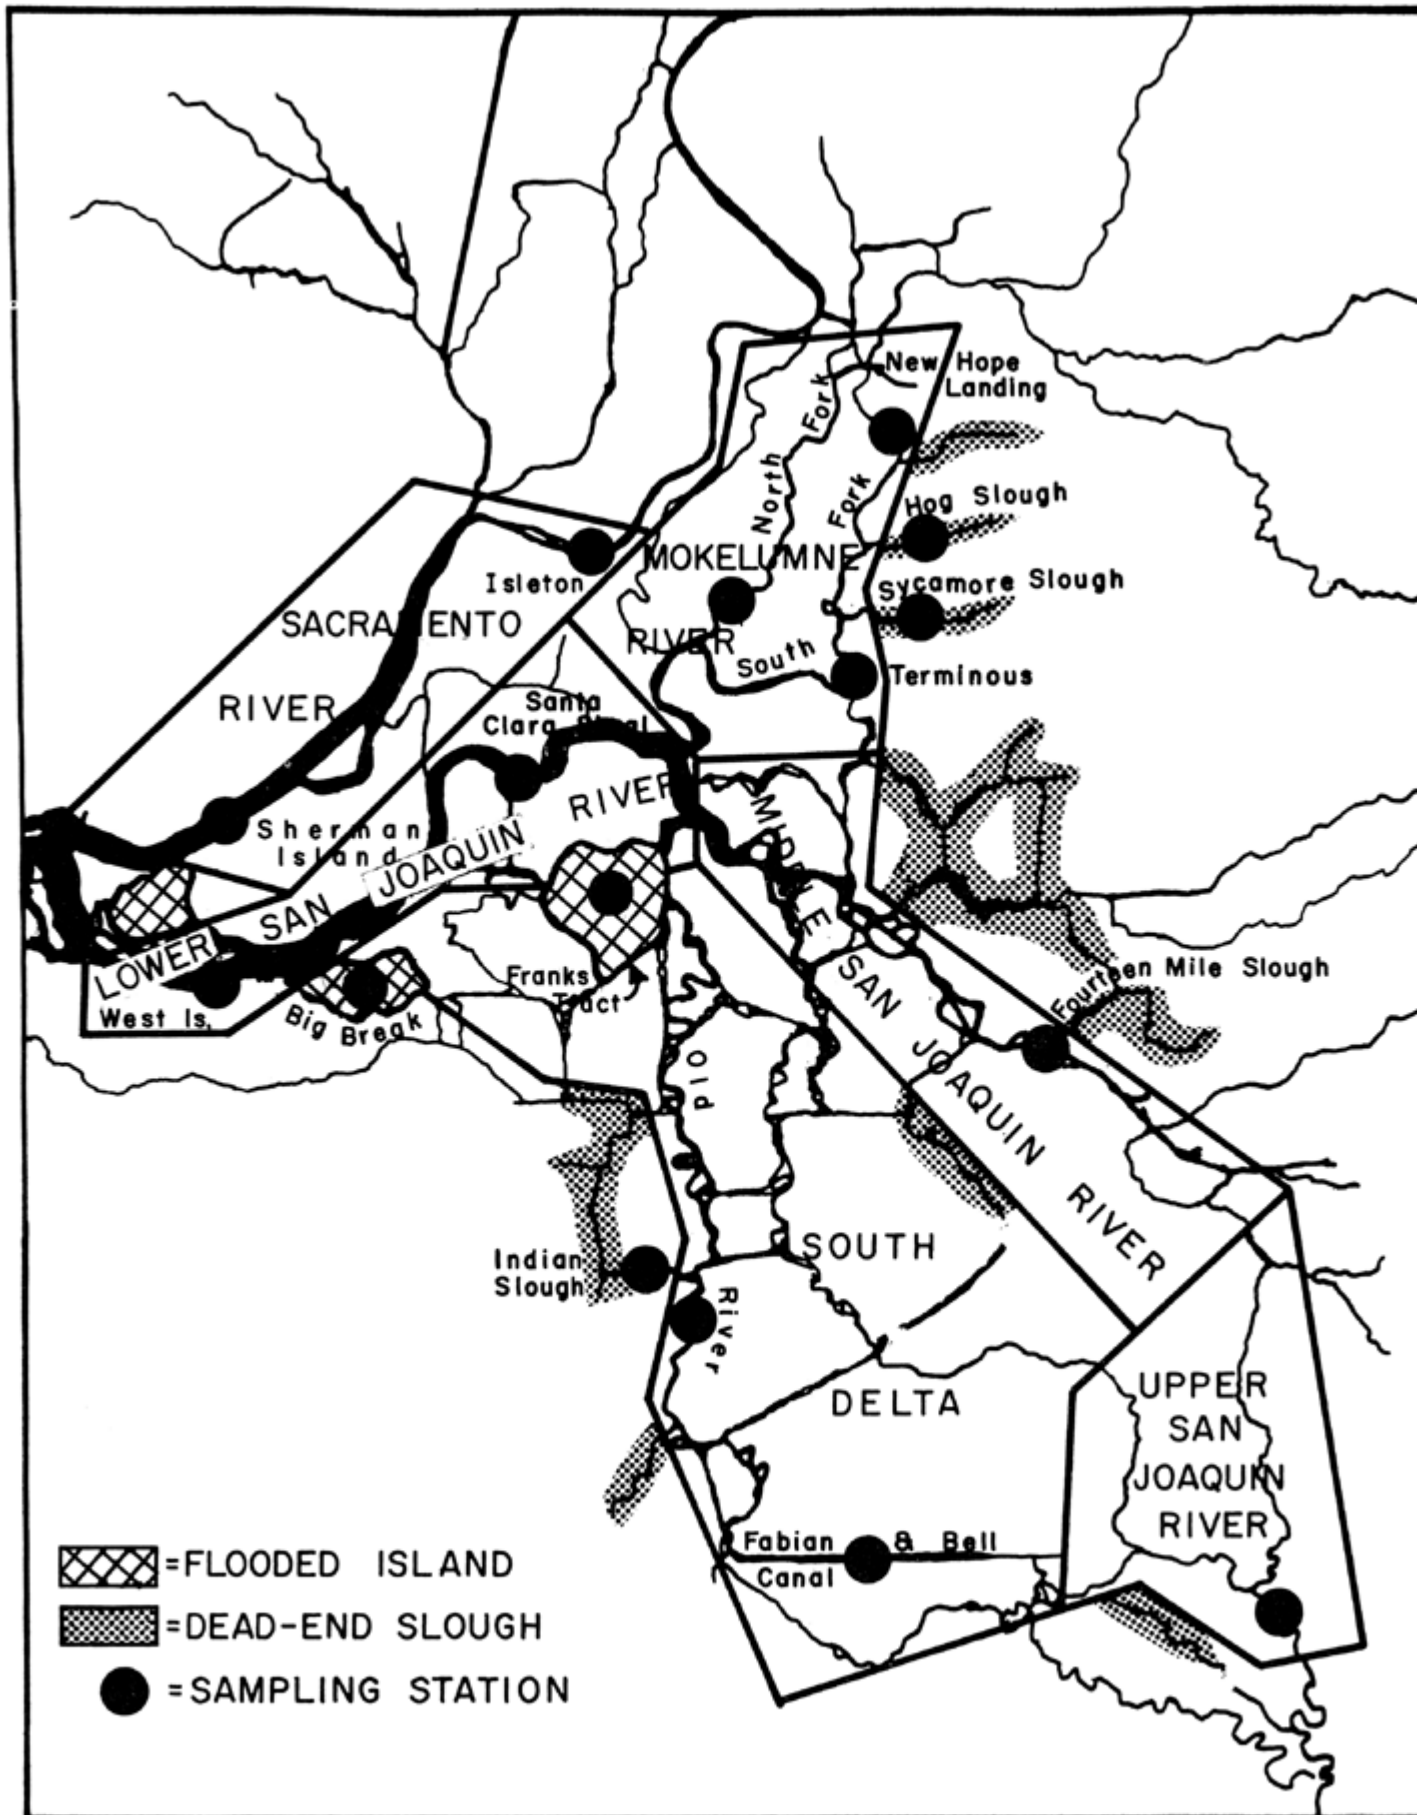 New Hope
Landing
North
Fork
Fork
Hog Slough
MOKELUMNE
Isleton
Sycamore Slough
SACRAMENTO
RIVER
South
Terminous
RIVER
Santa
Clara Shoal
Sherman
Island
LOWER SAN JOAQUIN RIVER
MIDDLE SAN JOAQUIN RIVER
Franks
Tract
Fourteen Mile Slough
West Is.
Big Break
Old
River
SOUTH
DELTA
Indian
Slough
UPPER
SAN
JOAQUIN
RIVER
Fabian & Bell
Canal
=FLOODED ISLAND
=DEAD-END SLOUGH
=SAMPLING STATION